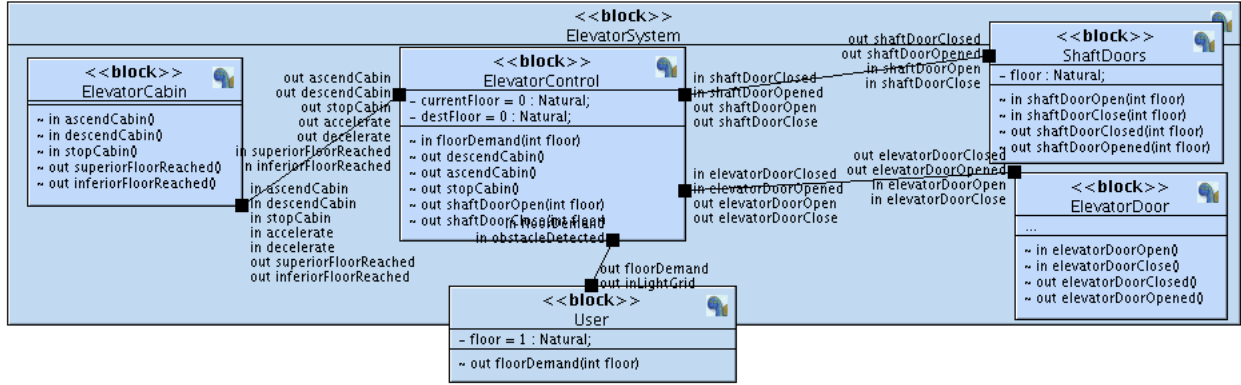 <<block>>
ElevatorSystem
<<block>>
ElevatorCabin
~ in ascendCabin()
~ in descendCabin()
~ in stopCabin()
~ out superiorFloorReached()
~ out inferiorFloorReached()
out ascendCabin
out descendCabin
out stopCabin
out accelerate
out decelerate
in superiorFloorReached
in inferiorFloorReached
in ascendCabin
in descendCabin
in stopCabin
in accelerate
in decelerate
out superiorFloorReached
out inferiorFloorReached
<<block>>
ElevatorControl
- currentFloor = 0 : Natural;
- destFloor = 0 : Natural;
~ in floorDemand(int floor)
~ out descendCabin()
~ out ascendCabin()
~ out stopCabin()
~ out shaftDoorOpen(int floor)
~ out shaftDoorClose(int floor)
in floorDemand
in obstacleDetected
in shaftDoorClosed
in shaftDoorOpened
out shaftDoorOpen
out shaftDoorClose
in elevatorDoorClosed
in elevatorDoorOpened
out elevatorDoorOpen
out elevatorDoorClose
out shaftDoorClosed
out shaftDoorOpened
in shaftDoorOpen
in shaftDoorClose
<<block>>
ShaftDoors
- floor : Natural;
~ in shaftDoorOpen(int floor)
~ in shaftDoorClose(int floor)
~ out shaftDoorClosed(int floor)
~ out shaftDoorOpened(int floor)
out elevatorDoorClosed
out elevatorDoorOpened
in elevatorDoorOpen
in elevatorDoorClose
<<block>>
ElevatorDoor
...
~ in elevatorDoorOpen()
~ in elevatorDoorClose()
~ out elevatorDoorClosed()
~ out elevatorDoorOpened()
out floorDemand
out inLightGrid
<<block>>
User
- floor = 1 : Natural;
~ out floorDemand(int floor)